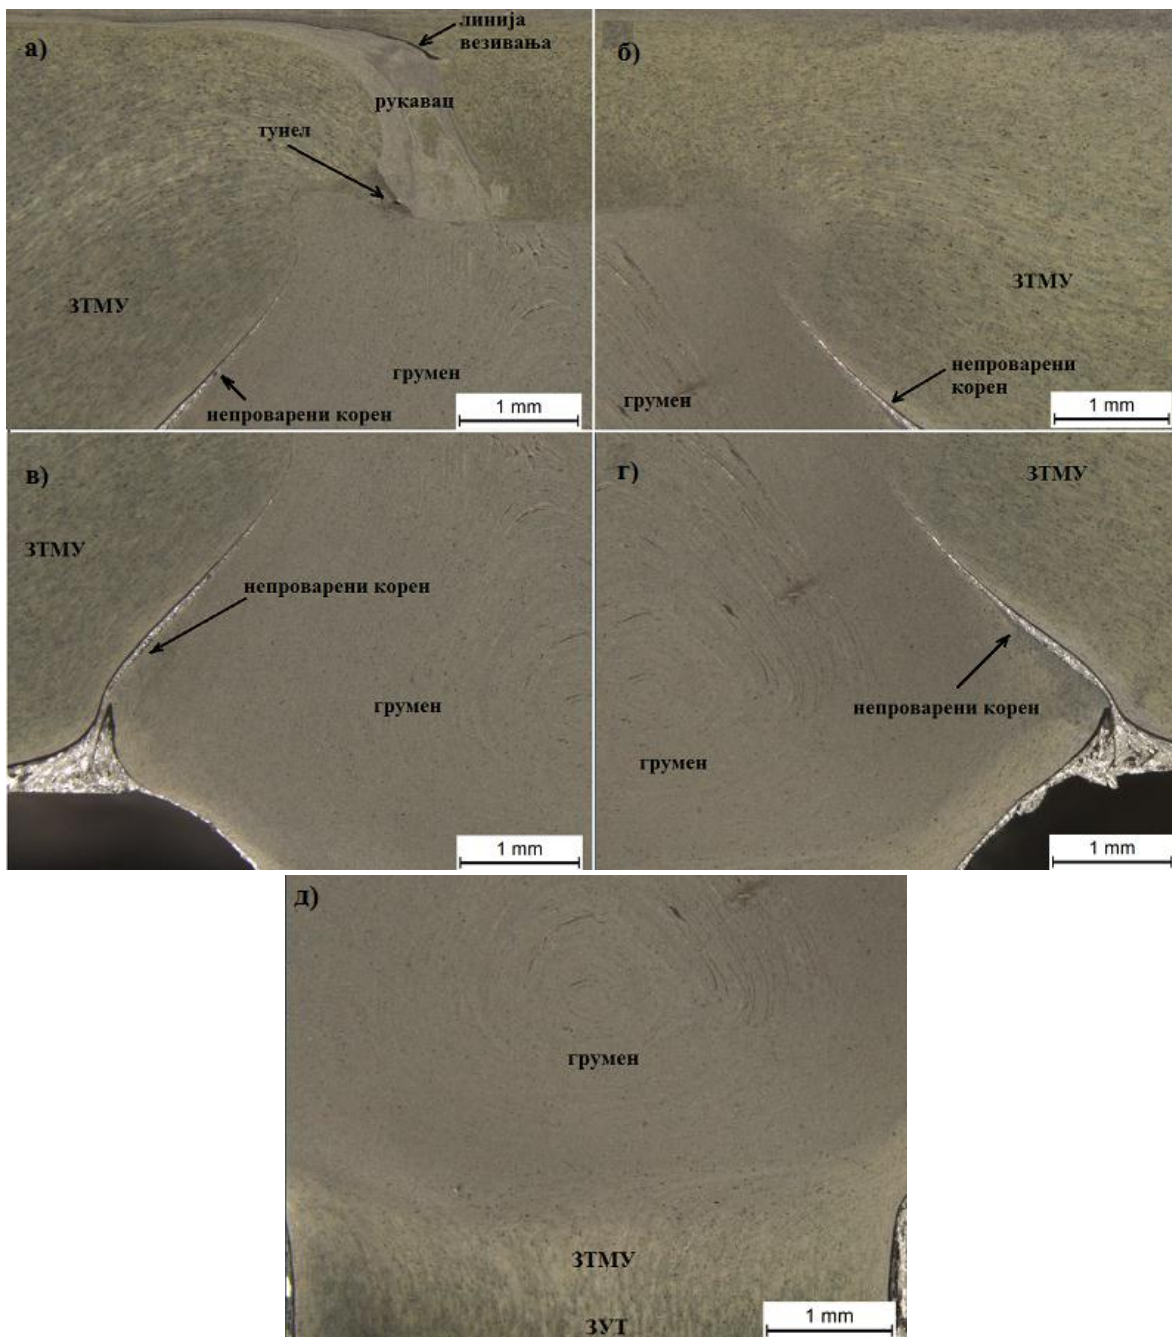 а)
линија
везивања
рукавац
тунел
ЗТМУ
грумен
непроварени корен
1 mm
б)
ЗТМУ
непроварени
корен
грумен
1 mm
в)
ЗТМУ
непроварени корен
грумен
1 mm
г)
ЗТМУ
непроварени корен
грумен
1 mm
д)
грумен
ЗТМУ
ЗУТ
1 mm